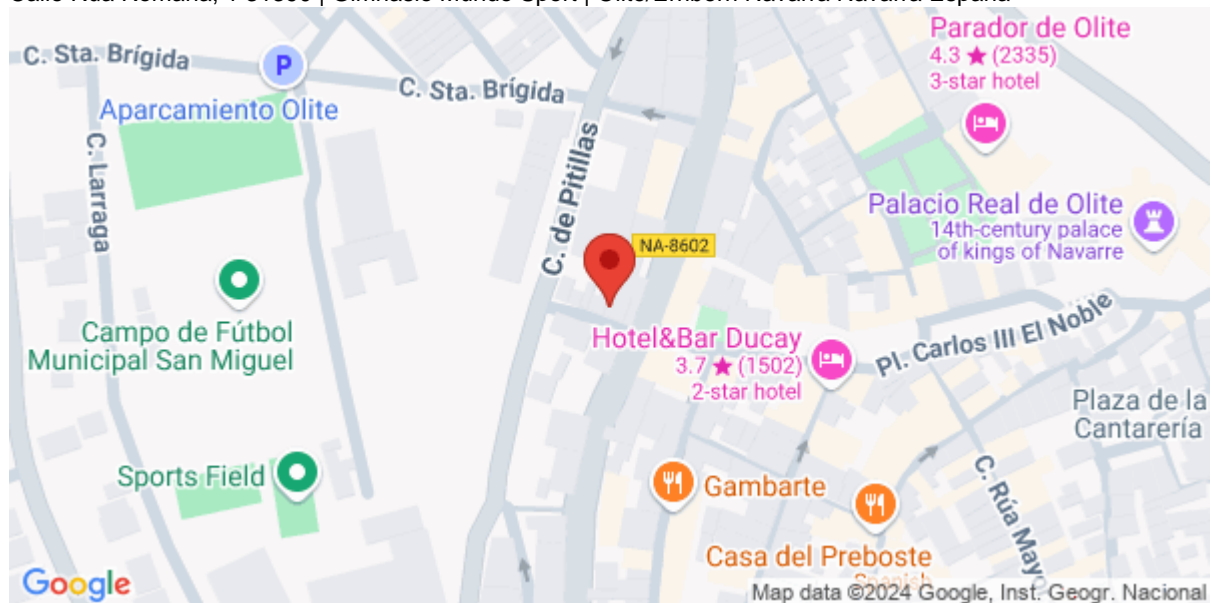 C. Sta. Brígida
P
Aparcamiento Olite
C. Sta. Brígida
C. Larraga
C. de Pitillas
NA-8602
Parador de Olite
4.3 ★ (2335)
3-star hotel
Palacio Real de Olite
14th-century palace
of kings of Navarre
Campo de Fútbol
Municipal San Miguel
Hotel&Bar Ducay
3.7 ★ (1502)
2-star hotel
Pl. Carlos III El Noble
Plaza de la
Cantarería
Sports Field
Gambarte
C. Rúa Mayo
Casa del Preboste
Spanish
Google
Map data ©2024 Google, Inst. Geogr. Nacional